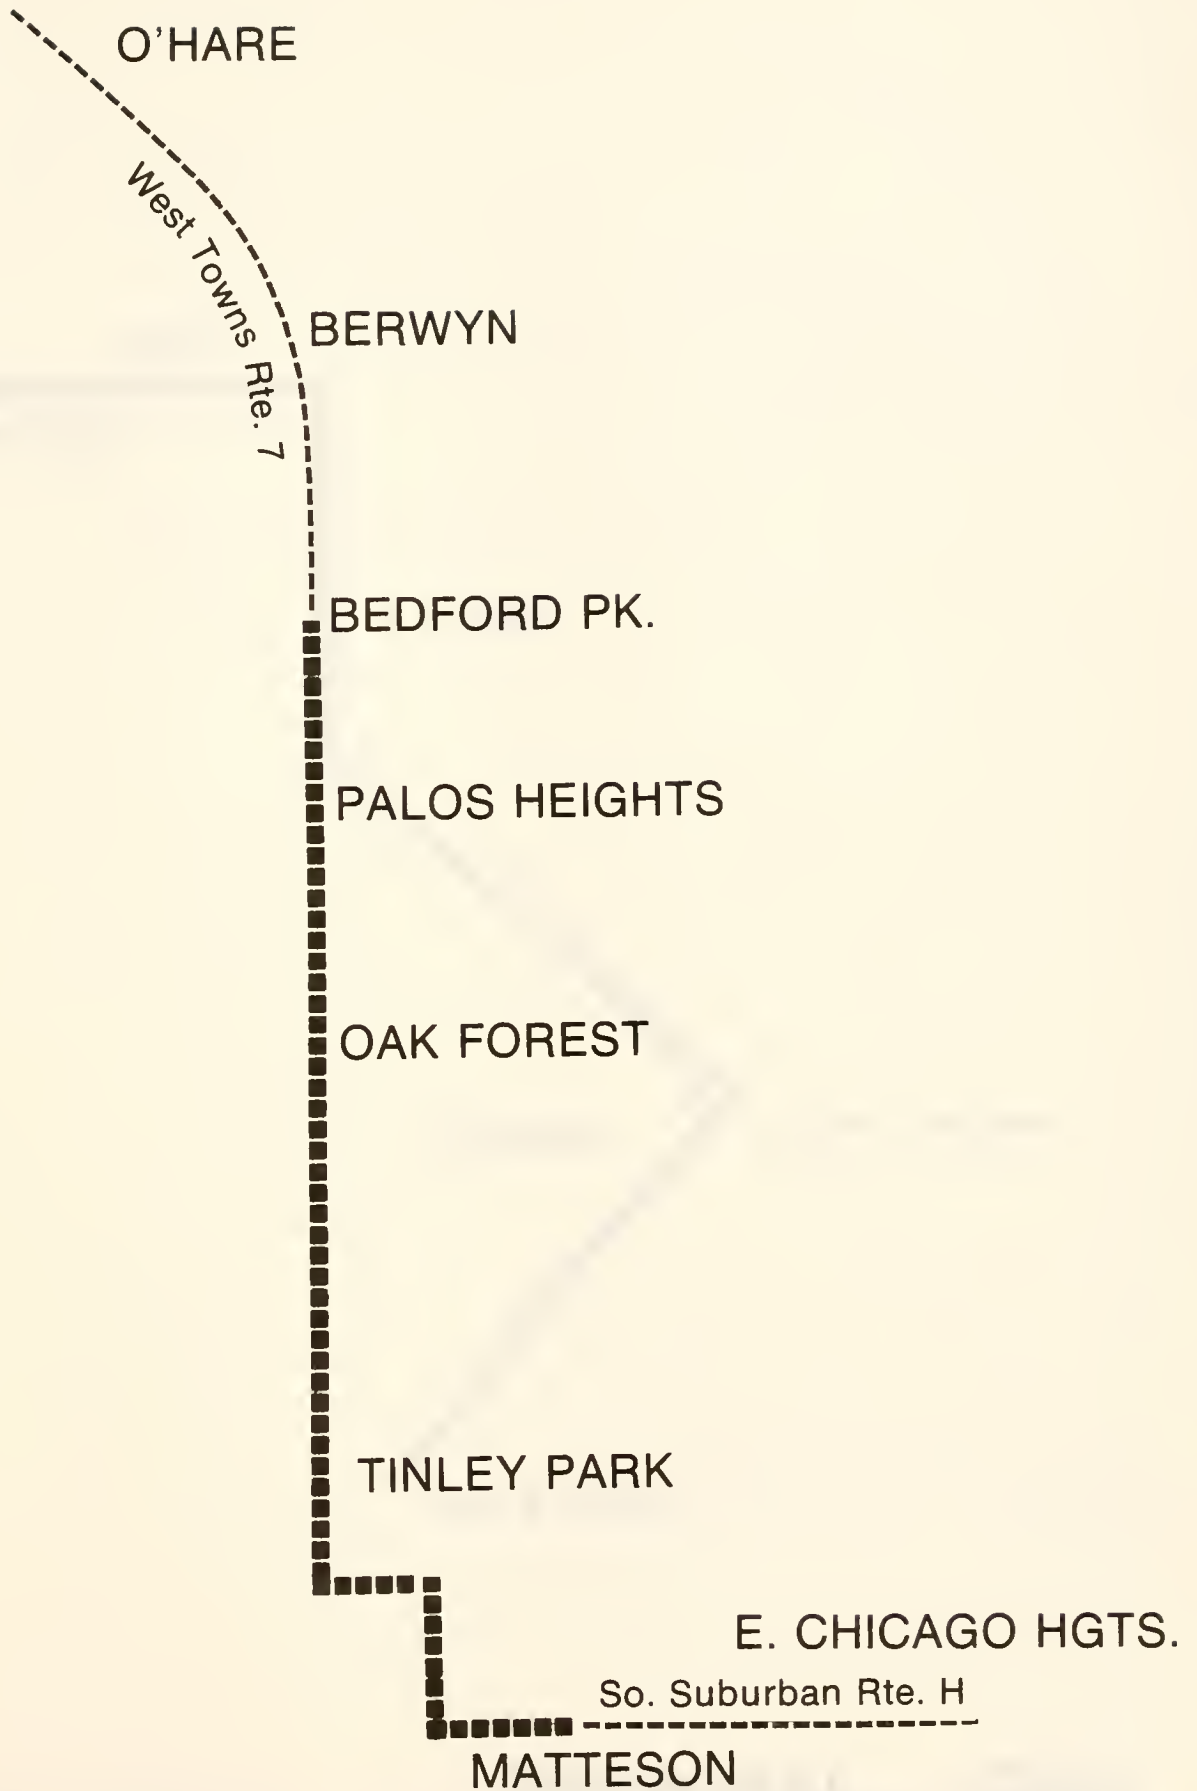 O'HARE
West Towns Rte. 7
BERWYN
BEDFORD PK.
PALOS HEIGHTS
OAK FOREST
TINLEY PARK
E. CHICAGO HGTS.
So. Suburban Rte. H
MATTESON